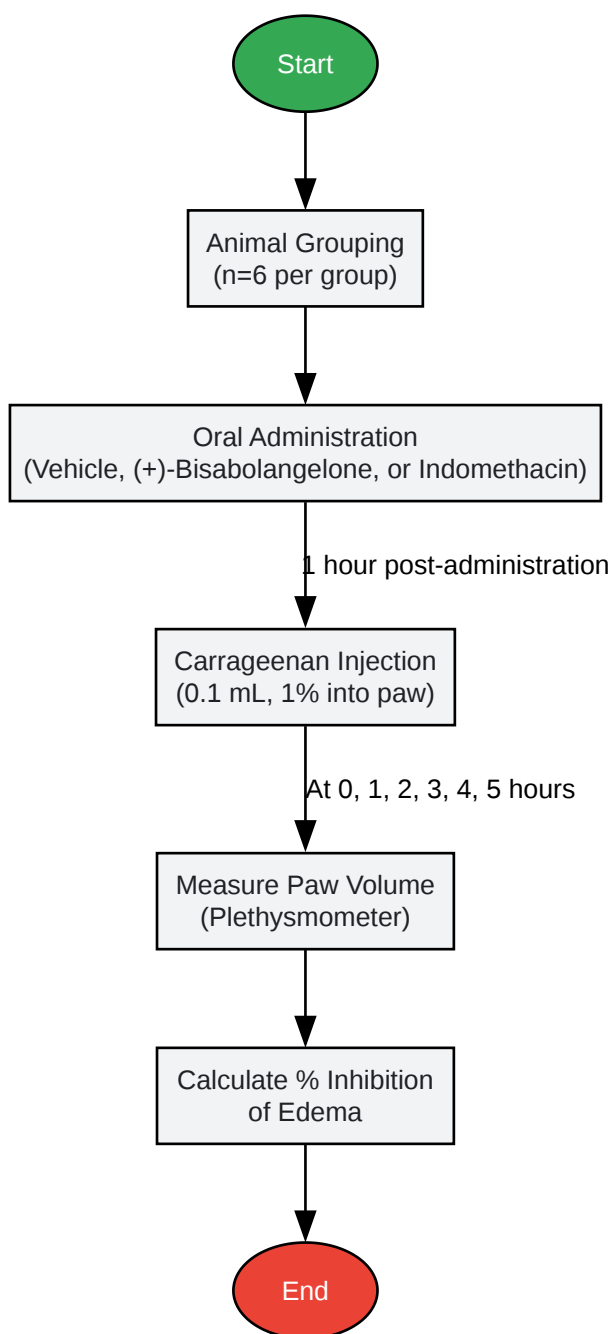 Start
Animal Grouping
(n=6 per group)
Oral Administration
(Vehicle, (+)-Bisabolangelone, or Indomethacin)
1 hour post-administration
Carrageenan Injection
(0.1 mL, 1% into paw)
At 0, 1, 2, 3, 4, 5 hours
Measure Paw Volume
(Plethysmometer)
Calculate % Inhibition
of Edema
End